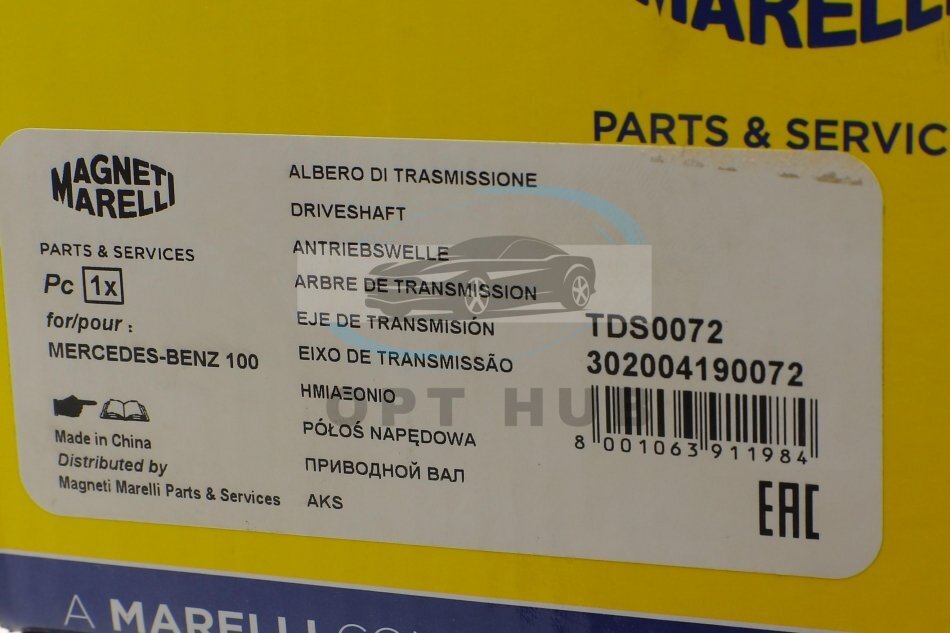 MARELLI
PARTS & SERVIC
MAGNETI
MARELLI
PARTS & SERVICES
Pc 1x
for/pour :
MERCEDES-BENZ 100
Made in China
Distributed by
Magneti Marelli Parts & Services
ALBERO DI TRASMISSIONE
DRIVESHAFT
ANTRIEBSWELLE
ARBRE DE TRANSMISSION
EJE DE TRANSMISIÓN
EIXO DE TRANSMISSÃO
ΗΜΙΑΞΟΝΙΟ
PÓŁOŚ NAPĘDOWA
ПРИВОДНОЙ ВАЛ
AKS
OPT HUB
TDS0072
302004190072
8 001063 911984
EAC
A MARELLI